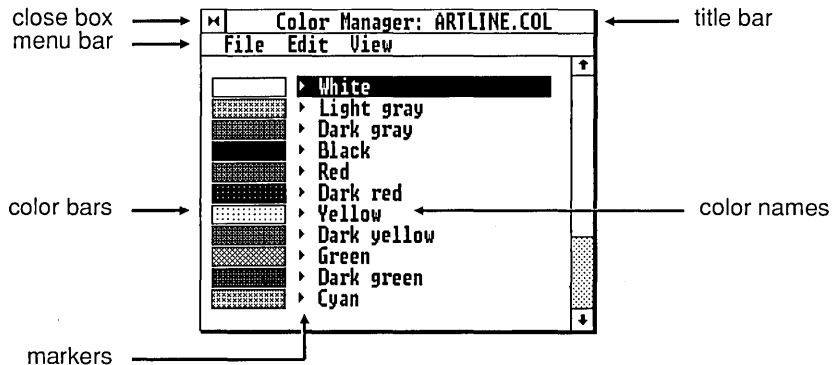 close box
Color Manager: ARTLINE.COL
title bar
menu bar
File Edit View
White
Light gray
Dark gray
Black
Red
Dark red
color bars
Yellow
color names
Dark yellow
Green
Dark green
Cyan
markers